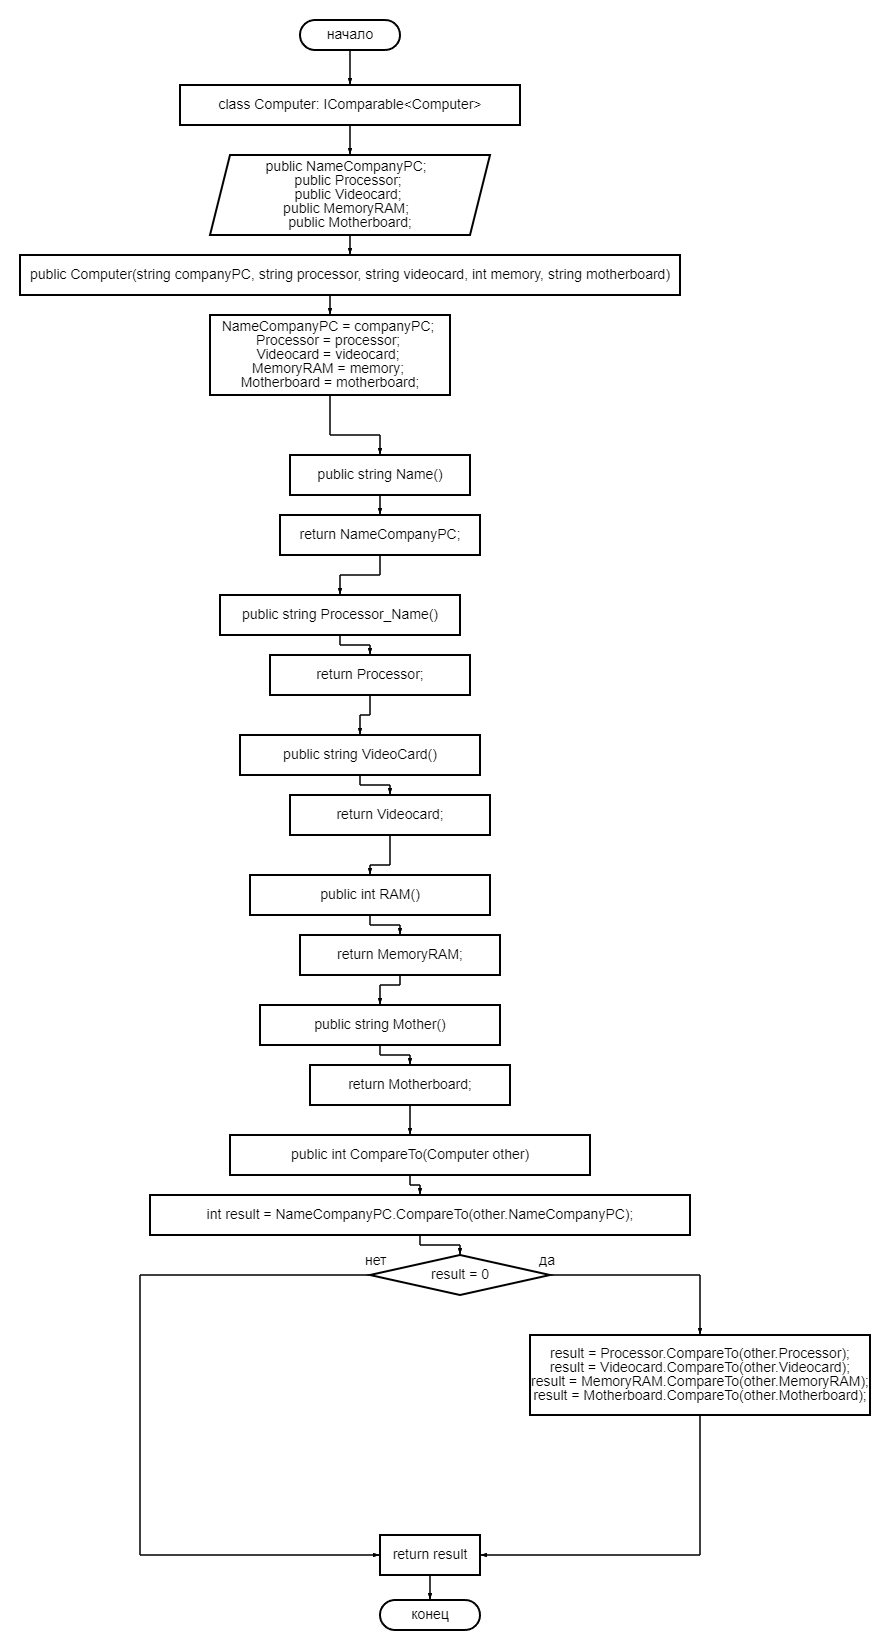 начало
class Computer: IComparable<Computer>
public NameCompanyPC;
public Processor;
public Videocard;
public MemoryRAM;
public Motherboard;
public Computer(string companyPC, string processor, string videocard, int memory, string motherboard)
NameCompanyPC = companyPC;
Processor = processor;
Videocard = videocard;
MemoryRAM = memory;
Motherboard = motherboard;
public string Name()
return NameCompanyPC;
public string Processor_Name()
return Processor;
public string VideoCard()
return Videocard;
public int RAM()
return MemoryRAM;
public string Mother()
return Motherboard;
public int CompareTo(Computer other)
int result = NameCompanyPC.CompareTo(other.NameCompanyPC);
нет
да
result = 0
result = Processor.CompareTo(other.Processor);
result = Videocard.CompareTo(other.Videocard);
result = MemoryRAM.CompareTo(other.MemoryRAM);
result = Motherboard.CompareTo(other.Motherboard);
return result
конец